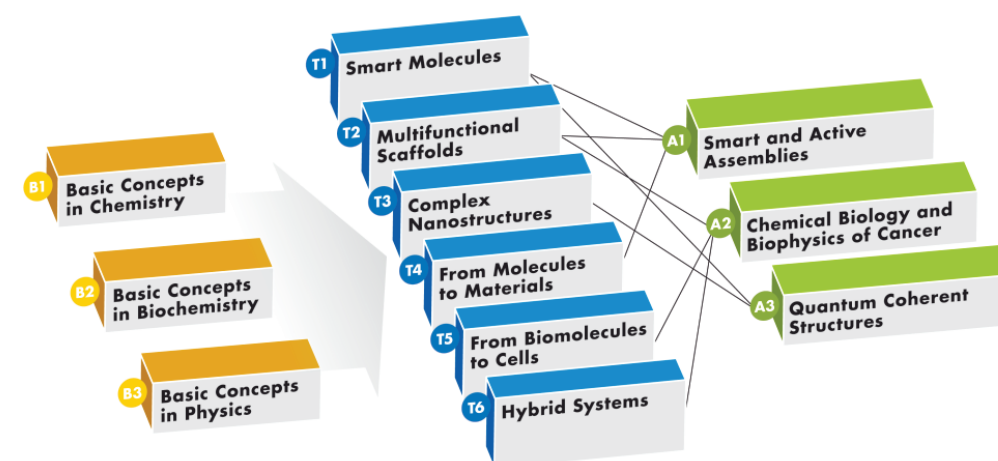 B1
Basic Concepts
in Chemistry
B2
Basic Concepts
in Biochemistry
B3
Basic Concepts
in Physics
T1
Smart Molecules
T2
Multifunctional
Scaffolds
T3
Complex
Nanostructures
T4
From Molecules
to Materials
T5
From Biomolecules
to Cells
T6
Hybrid Systems
A1
Smart and Active
Assemblies
A2
Chemical Biology and
Biophysics of Cancer
A3
Quantum Coherent
Structures